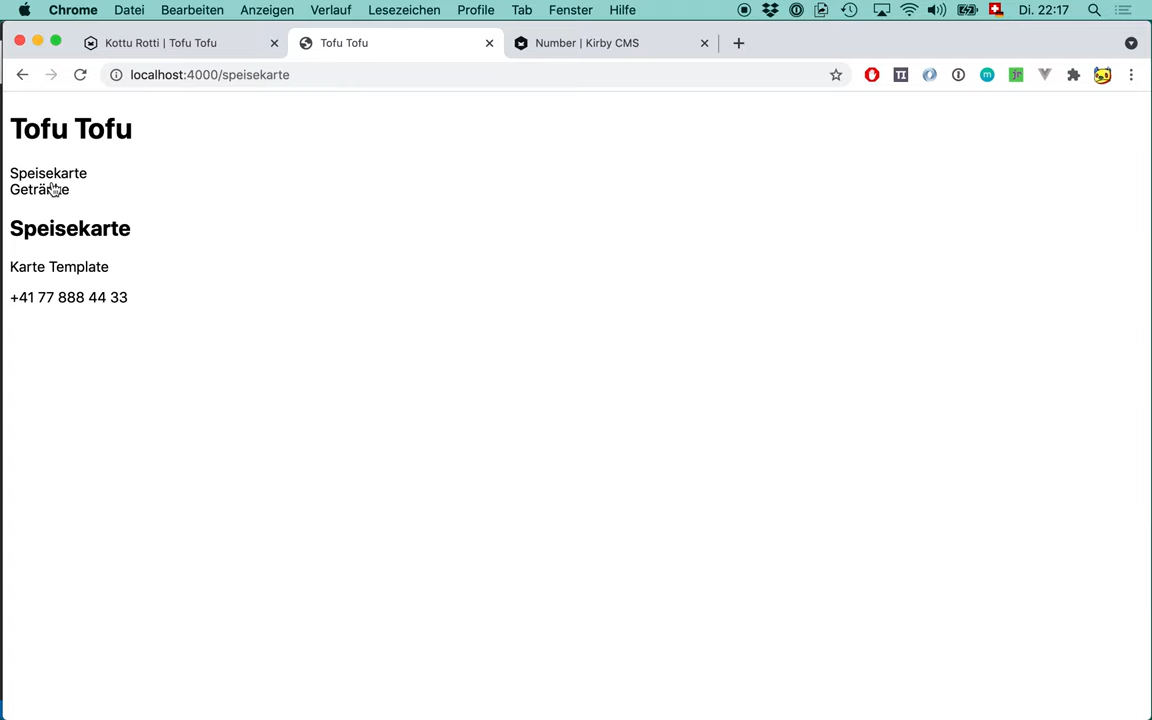 Chrome Datei Bearbeiten Anzeigen Verlauf Lesezeichen Profile Tab Fenster Hilfe Di. 22:17
Kottu Rotti | Tofu Tofu Tofu Tofu Number | Kirby CMS
localhost:4000/speisekarte
Tofu Tofu
Speisekarte
Getränke
Speisekarte
Karte Template
+41 77 888 44 33